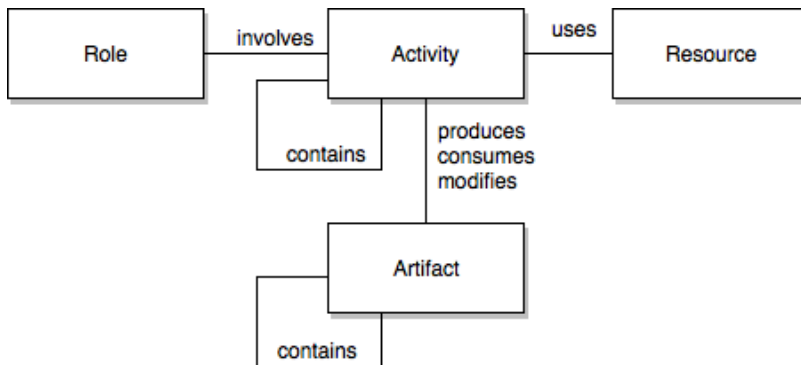 involves
uses
Role
Activity
Resource
contains
produces
consumes
modifies
Artifact
contains